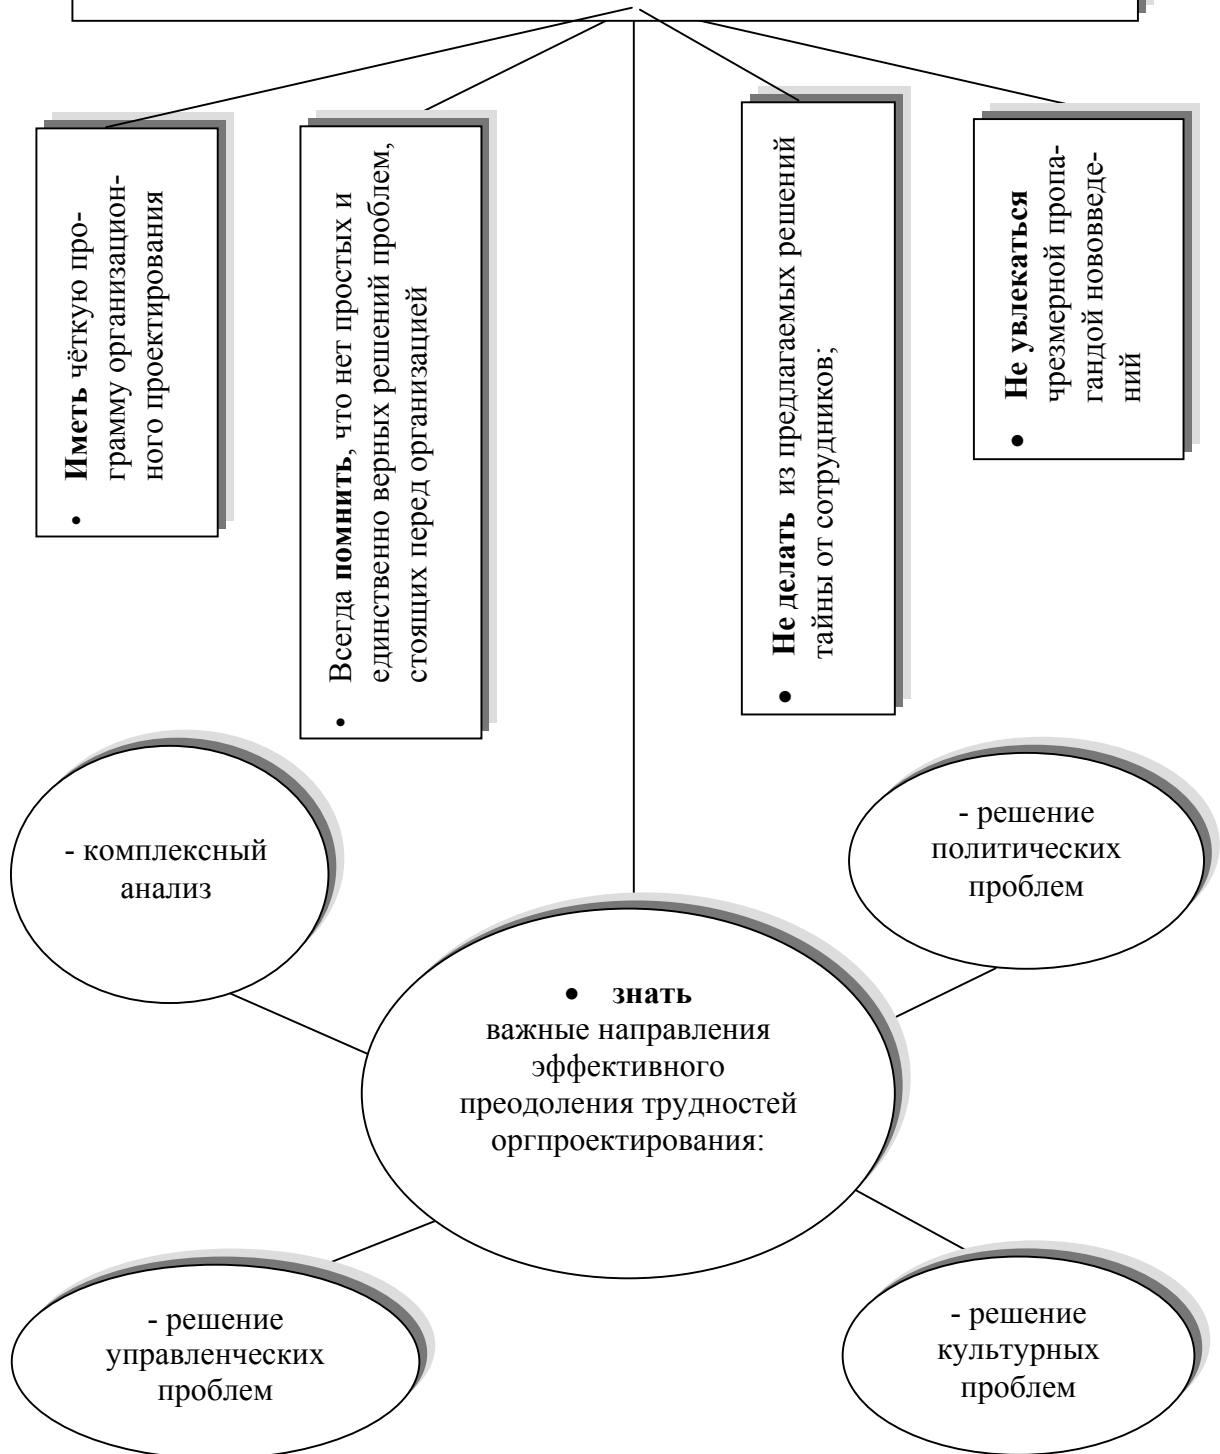 • Иметь чёткую про-
грамму организацион-
ного проектирования
• Всегда помнить, что нет простых и
единственно верных решений проблем,
стоящих перед организацией
• Не делать из предлагаемых решений
тайны от сотрудников;
• Не увлекаться
чрезмерной пропа-
гандой нововведе-
ний
- комплексный
анализ
- решение
политических
проблем
• знать
важные направления
эффективного
преодоления трудностей
оргпроектирования:
- решение
управленческих
проблем
- решение
культурных
проблем